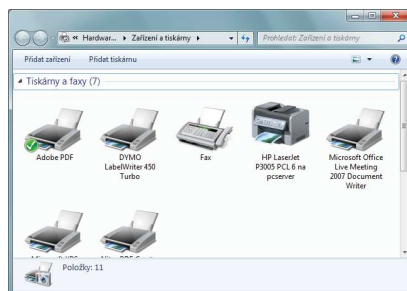 « Hardwar... ▸ Zařízení a tiskárny ▸
Prohledat: Zařízení a tiskárny
Přidat zařízení Přidat tiskárnu
Tiskárny a faxy (7)
Adobe PDF
DYMO
LabelWriter 450
Turbo
Fax
HP LaserJet
P3005 PCL 6 na
pcserver
Microsoft Office
Live Meeting
2007 Document
Writer
Položky: 11